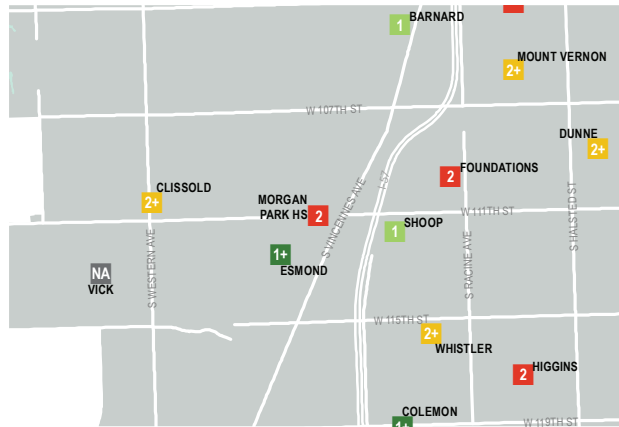 BARNARD
1
MOUNT VERNON
2+
W 107TH ST
DUNNE
2+
I-57
FOUNDATIONS
2
CLISSOLD
2+
MORGAN
PARK HS
2
S VINCENNES AVE
W 111TH ST
S HALSTED ST
SHOOP
1
ESMOND
1+
S WESTERN AVE
S RACINE AVE
NA
VICK
W 115TH ST
2+
WHISTLER
HIGGINS
2
COLEMON
1+
W 119TH ST